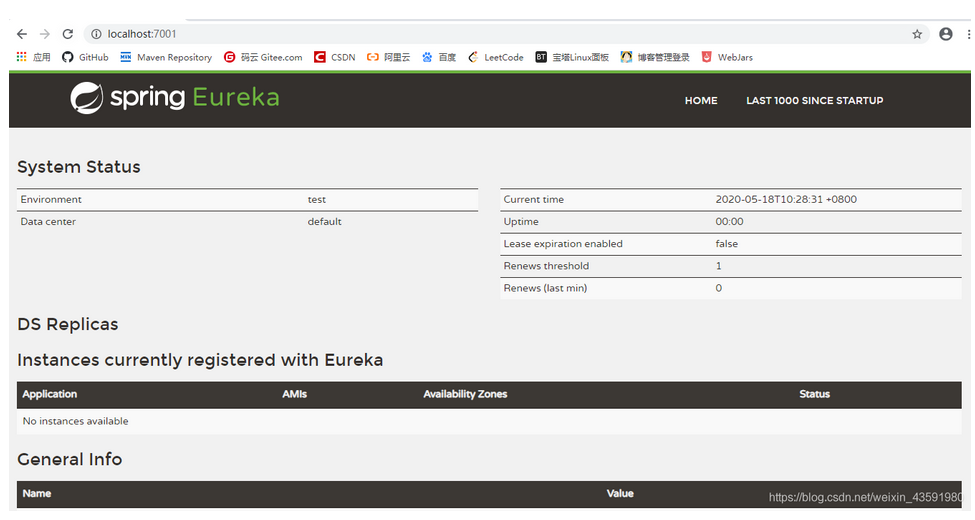 localhost:7001
应用 GitHub Maven Repository 码云 Gitee.com CSDN 阿里云 百度 LeetCode BT 宝塔Linux面板 博客管理登录 WebJars
spring Eureka HOME LAST 1000 SINCE STARTUP
System Status
Environment test
Data center default
Current time 2020-05-18T10:28:31 +0800
Uptime 00:00
Lease expiration enabled false
Renews threshold 1
Renews (last min) 0
DS Replicas
Instances currently registered with Eureka
Application AMIs Availability Zones Status
No instances available
General Info
Name Value
https://blog.csdn.net/weixin_43591980